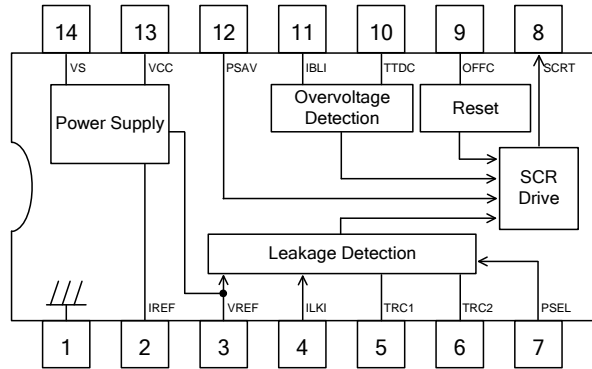 14 13 12 11 10 9 8
VS VCC PSAV IBLI TTDC OFFC SCRT
Power Supply
Overvoltage
Detection
Reset
SCR
Drive
Leakage Detection
IREF VREF ILKI TRC1 TRC2 PSEL
1 2 3 4 5 6 7